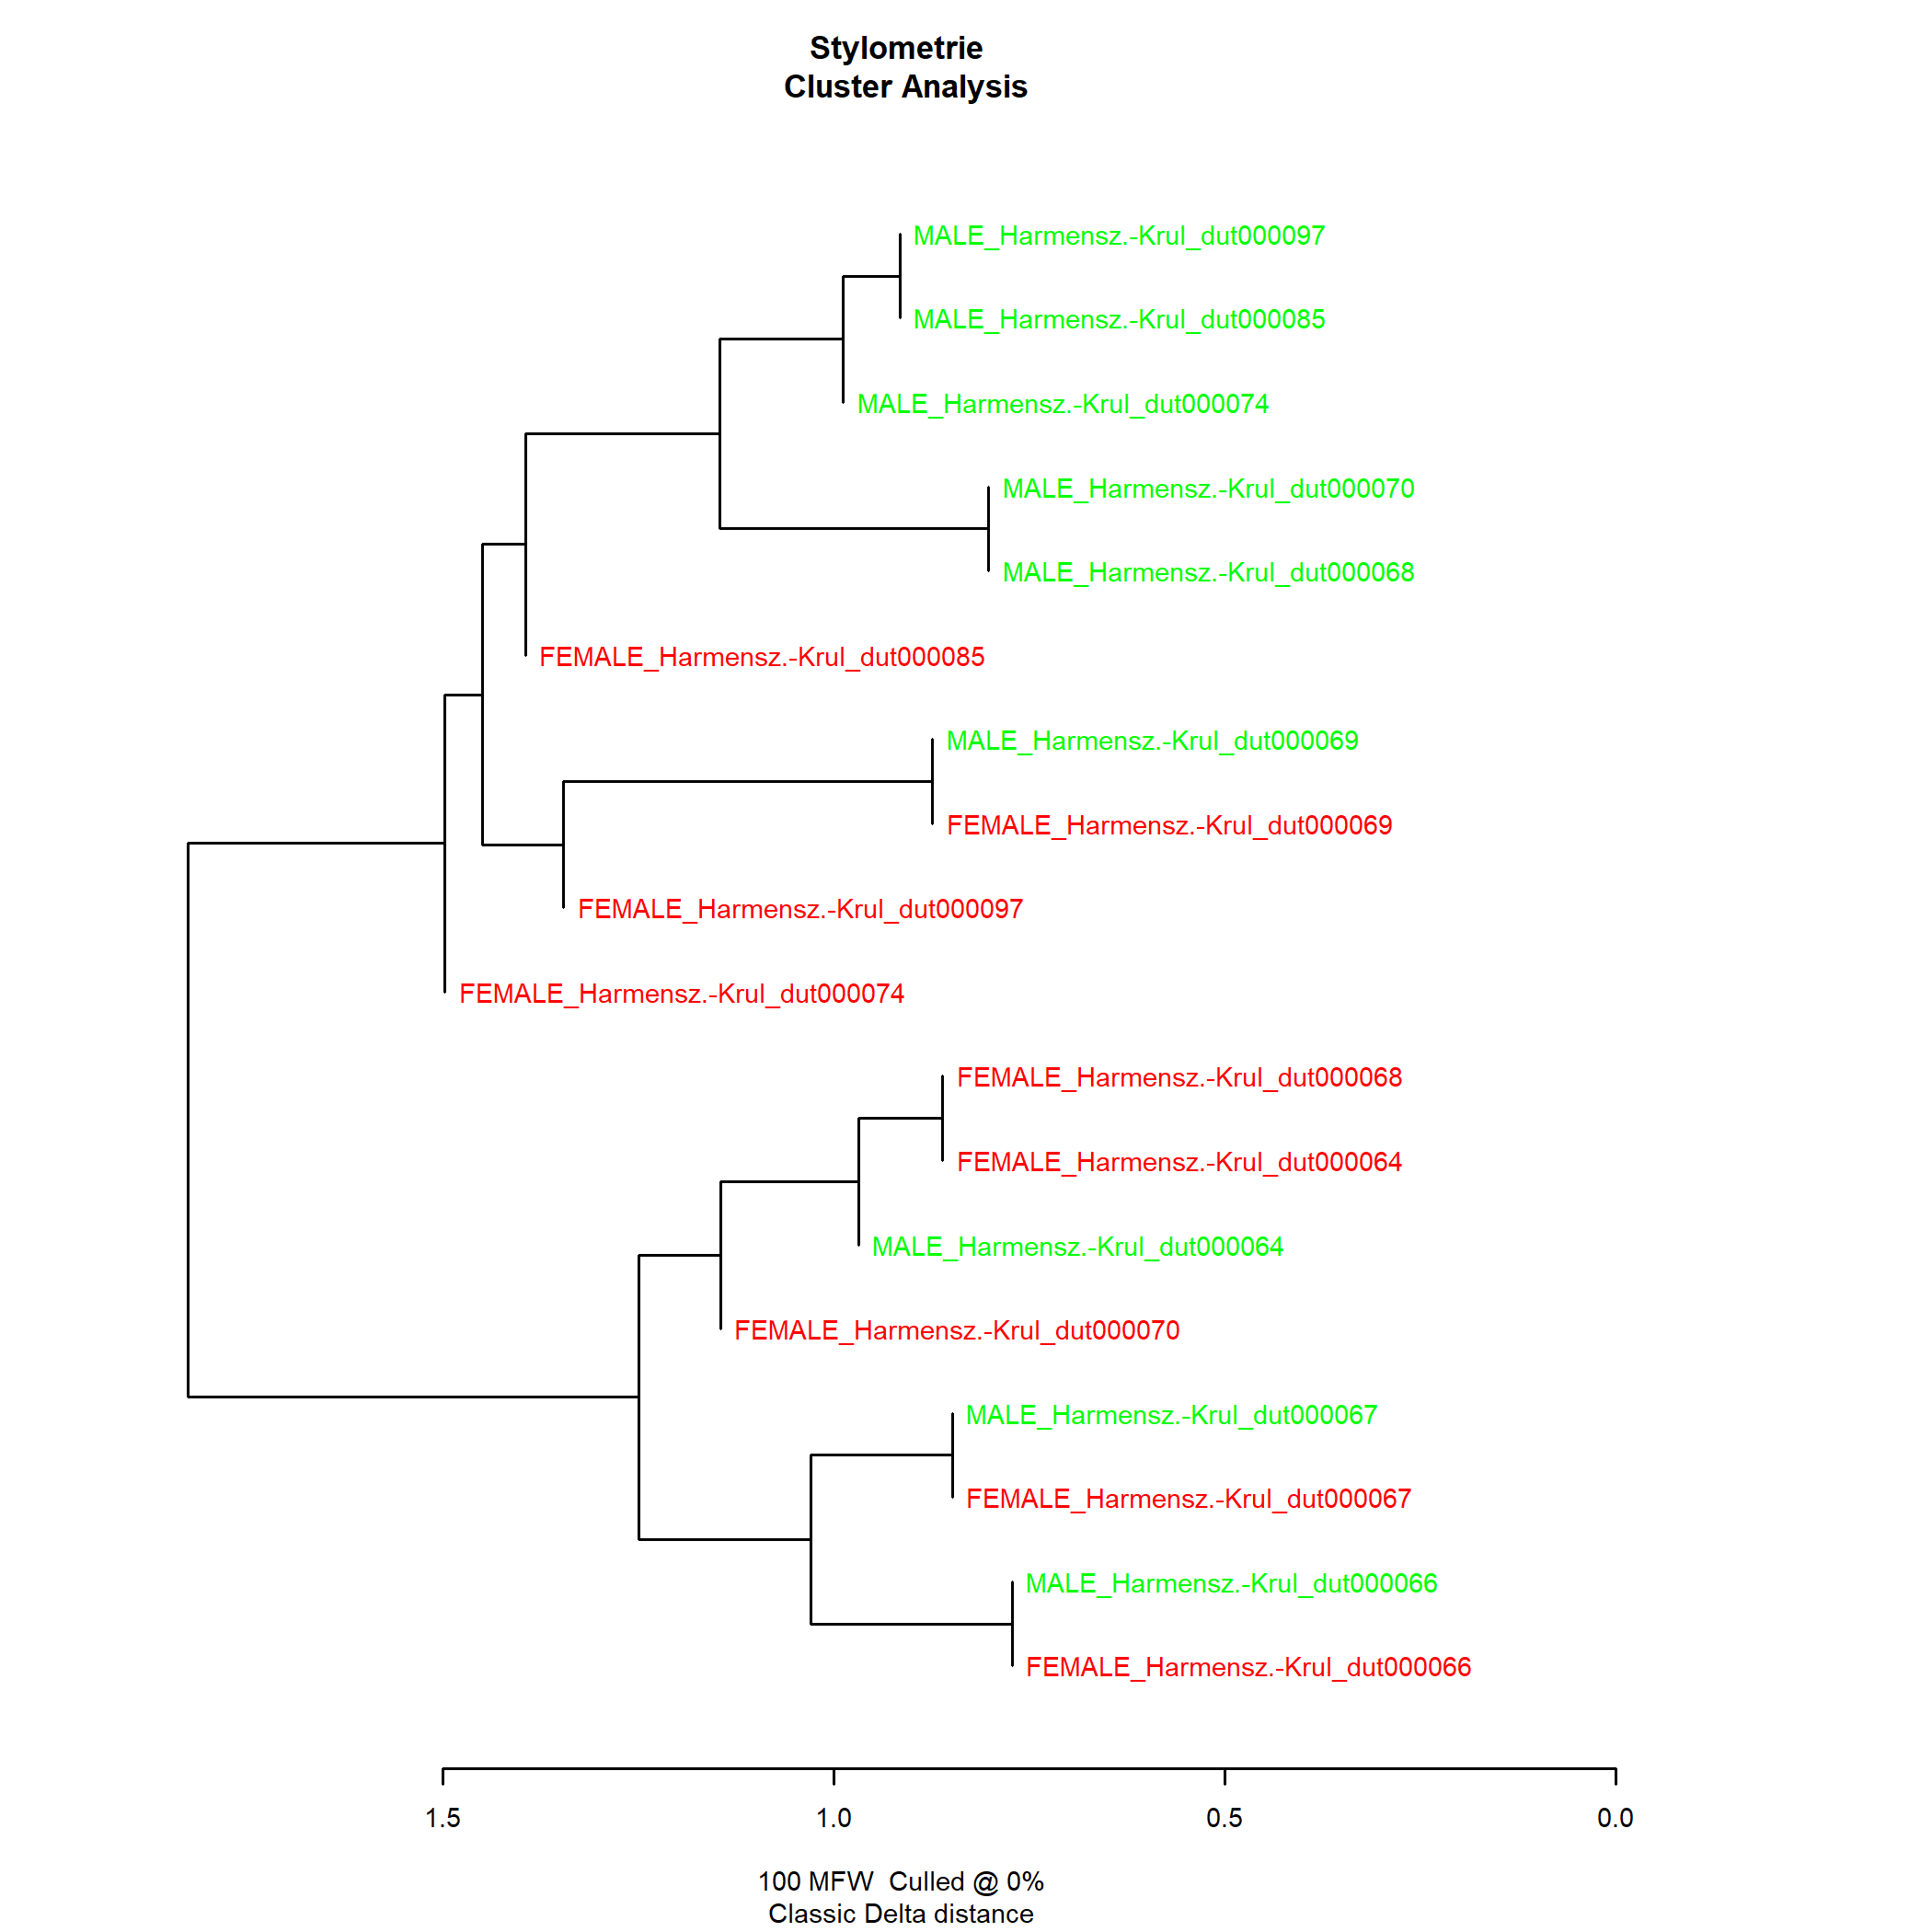 Stylometrie
Cluster Analysis
MALE_Harmensz.-Krul_dut000097
MALE_Harmensz.-Krul_dut000085
MALE_Harmensz.-Krul_dut000074
MALE_Harmensz.-Krul_dut000070
MALE_Harmensz.-Krul_dut000068
FEMALE_Harmensz.-Krul_dut000085
MALE_Harmensz.-Krul_dut000069
FEMALE_Harmensz.-Krul_dut000069
FEMALE_Harmensz.-Krul_dut000097
FEMALE_Harmensz.-Krul_dut000074
FEMALE_Harmensz.-Krul_dut000068
FEMALE_Harmensz.-Krul_dut000064
MALE_Harmensz.-Krul_dut000064
FEMALE_Harmensz.-Krul_dut000070
MALE_Harmensz.-Krul_dut000067
FEMALE_Harmensz.-Krul_dut000067
MALE_Harmensz.-Krul_dut000066
FEMALE_Harmensz.-Krul_dut000066
1.5 1.0 0.5 0.0
100 MFW Culled @ 0%
Classic Delta distance